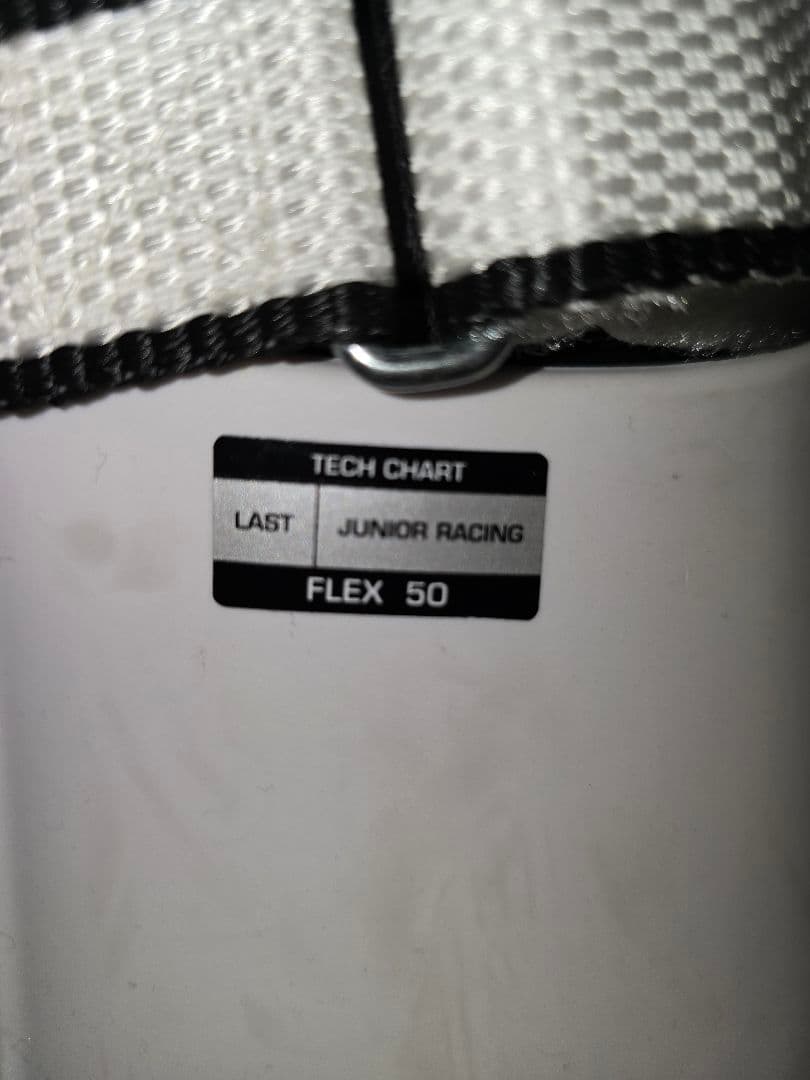 TECH CHART
LAST JUNIOR RACING
FLEX 50